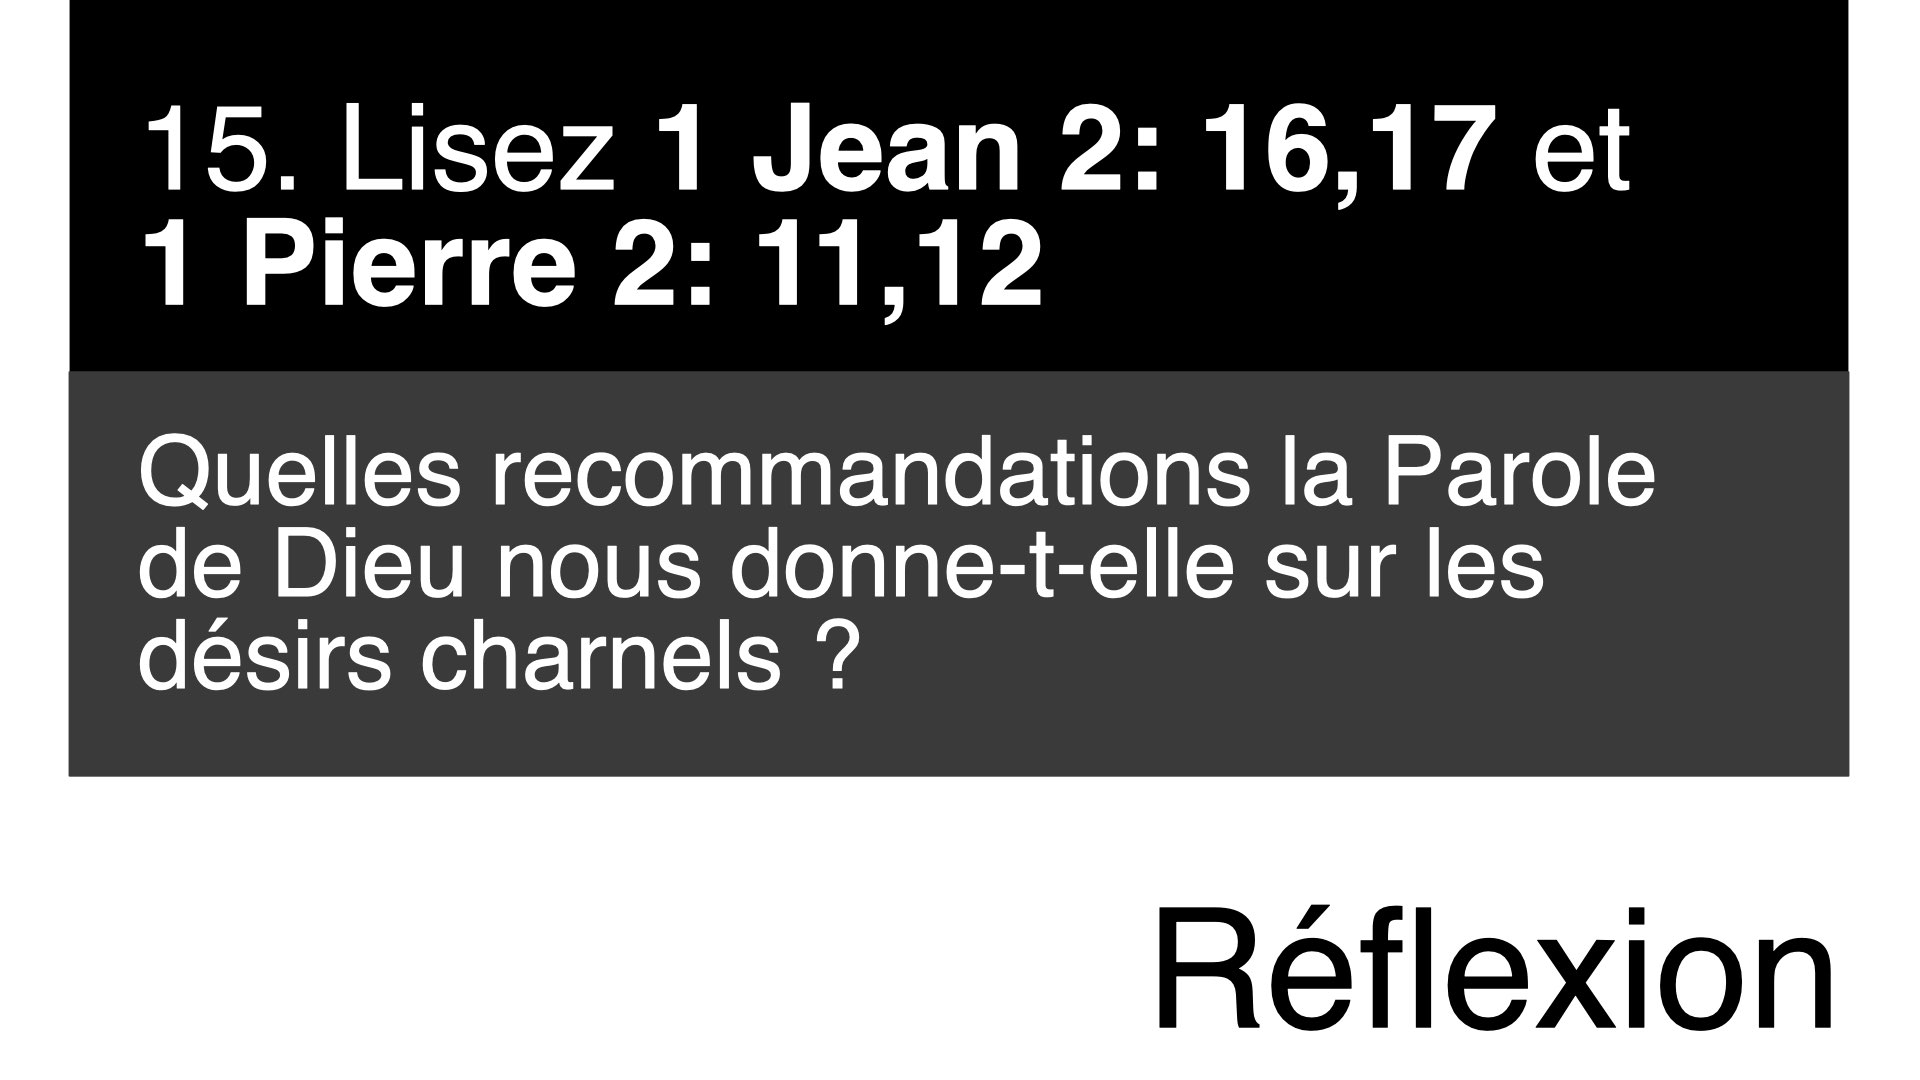 15. Lisez 1 Jean 2: 16,17 et
1 Pierre 2: 11,12
Quelles recommandations la Parole
de Dieu nous donne-t-elle sur les
désirs charnels ?
Réflexion